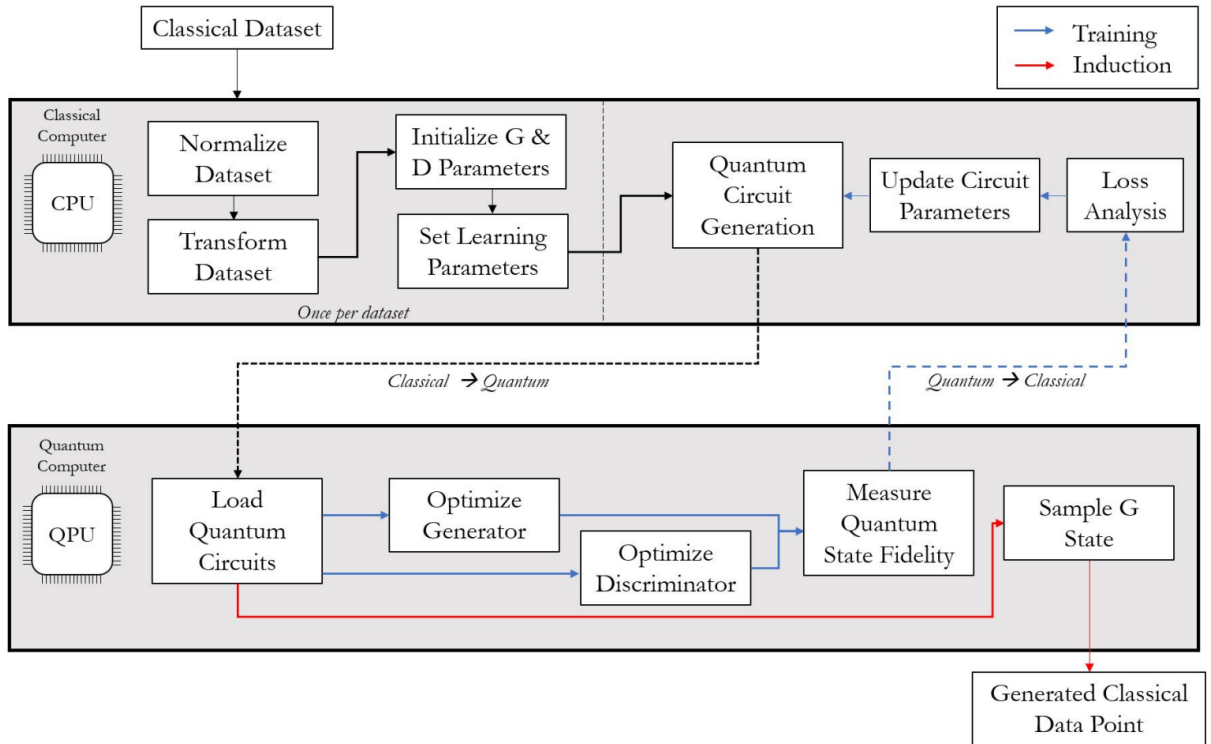 Classical Dataset
Training
Induction
Classical
Computer
CPU
Normalize
Dataset
Transform
Dataset
Initialize G &
D Parameters
Set Learning
Parameters
Once per dataset
Quantum
Circuit
Generation
Update Circuit
Parameters
Loss
Analysis
Classical → Quantum
Quantum → Classical
Quantum
Computer
QPU
Load
Quantum
Circuits
Optimize
Generator
Optimize
Discriminator
Measure
Quantum
State Fidelity
Sample G
State
Generated Classical
Data Point